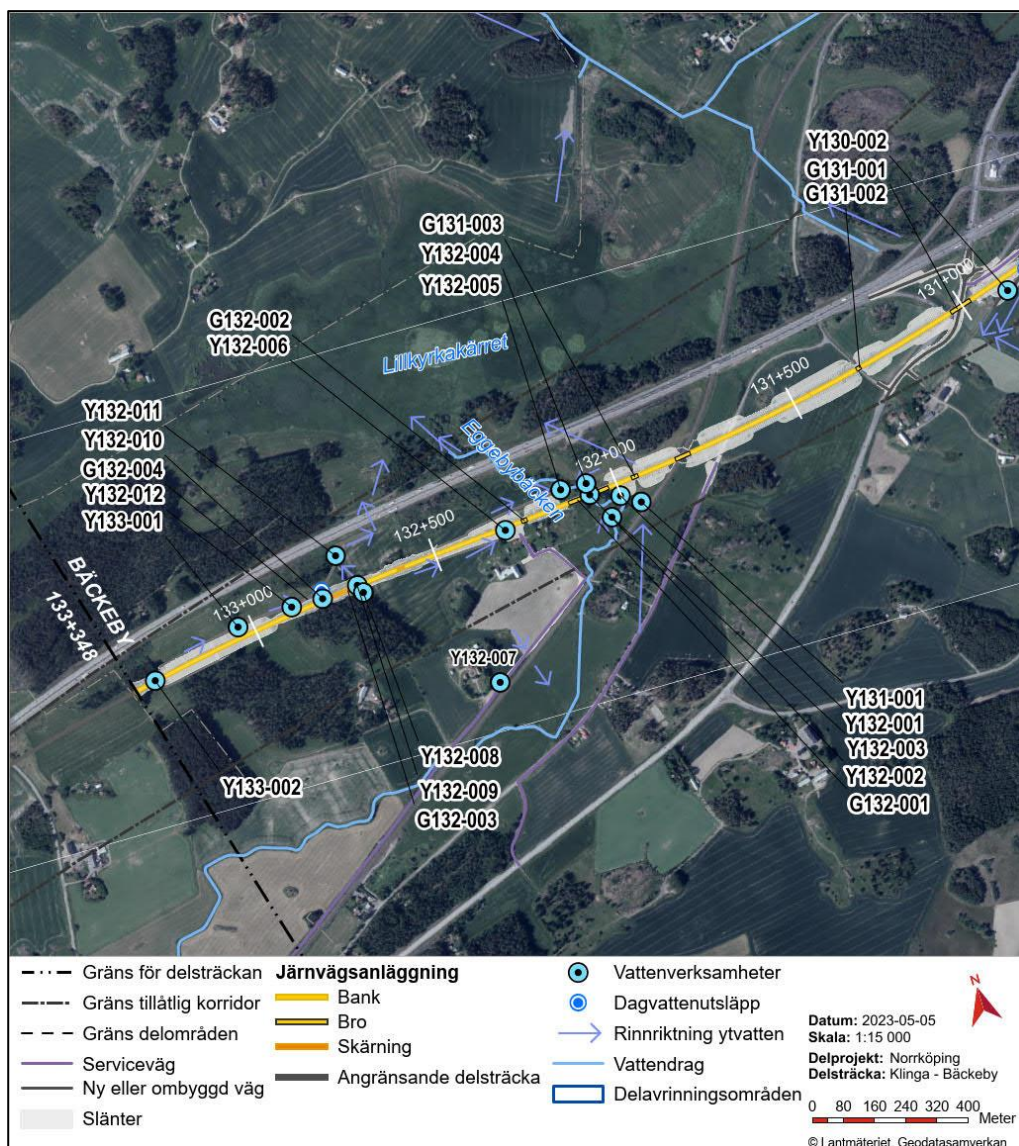 Y130-002
G131-001
G131-002
G131-003
Y132-004
Y132-005
131+000
G132-002
Y132-006
Lillkyrkakärret
131+500
Y132-011
Y132-010
G132-004
Y132-012
Y133-001
Eggebybäcken
132+000
132+500
BÄCKEBY
133+348
133+000
Y132-007
Y131-001
Y132-001
Y132-003
Y132-002
G132-001
Y133-002
Y132-008
Y132-009
G132-003
Gräns för delsträckan
Gräns tillåtlig korridor
Gräns delområden
Serviceväg
Ny eller ombyggd väg
Slänter
Järnvägsanläggning
Bank
Bro
Skärning
Angränsande delsträcka
Vattenverksamheter
Dagvattenutsläpp
Rinnriktning ytvatten
Vattendrag
Delavrinningsområden
N
Datum: 2023-05-05
Skala: 1:15 000
Delprojekt: Norrköping
Delsträcka: Klinga - Bäckeby
0 80 160 240 320 400
Meter
© Lantmäteriet, Geodatasamverkan